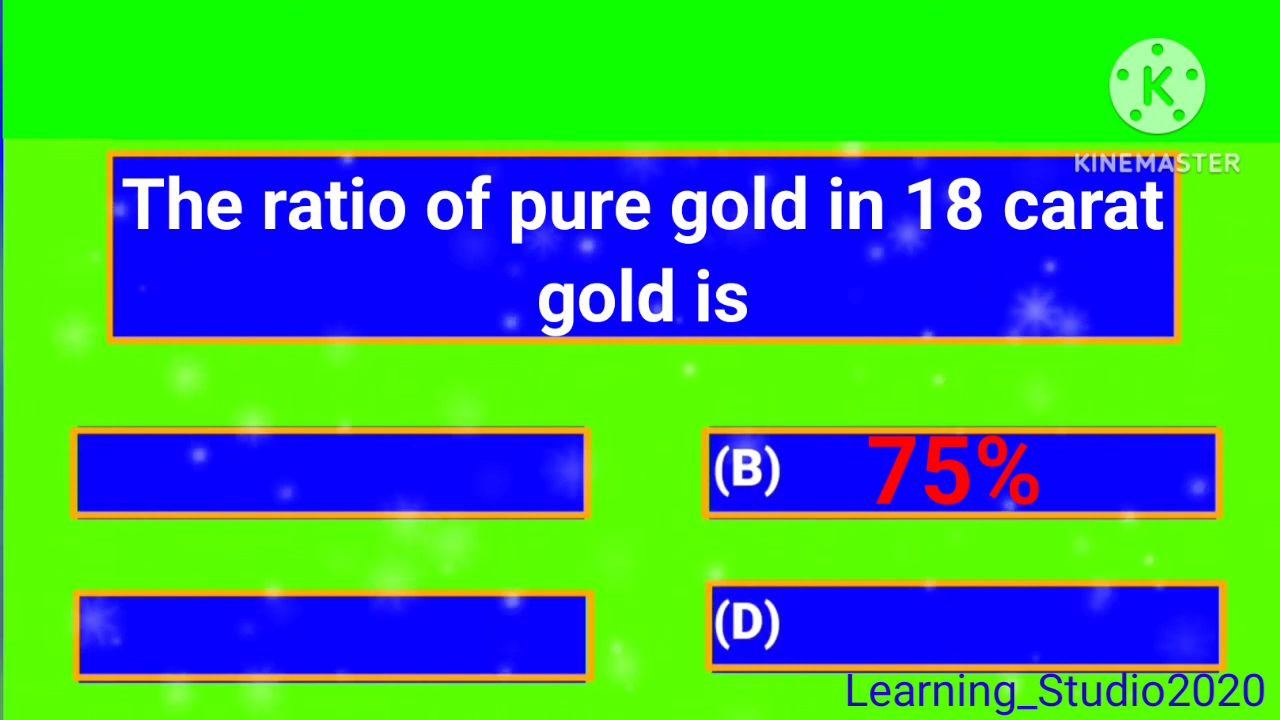 KINEMASTER
The ratio of pure gold in 18 carat
gold is
(B) 75%
(D)
Learning_Studio2020